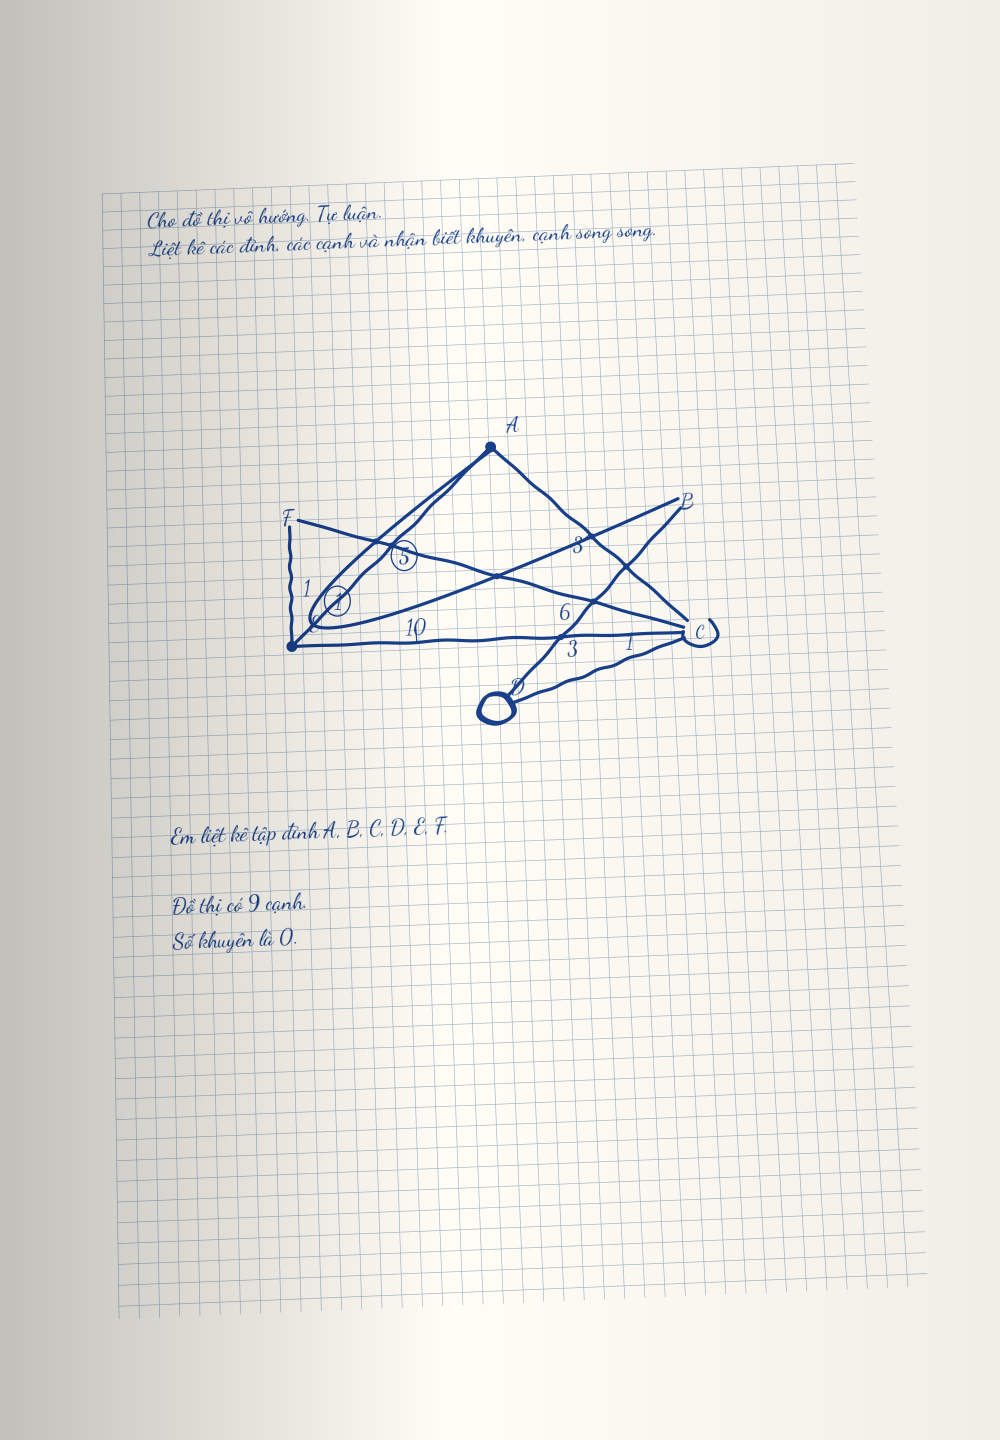 Cho đồ thị vô hướng. Tự luận.
Liệt kê các đỉnh, các cạnh và nhận biết khuyên, cạnh song song.
A
F
B
5
3
1
1
6
10
C
3
1
D
Em liệt kê tập đỉnh A, B, C, D, E, F.
Đồ thị có 9 cạnh.
Số khuyên là 0.